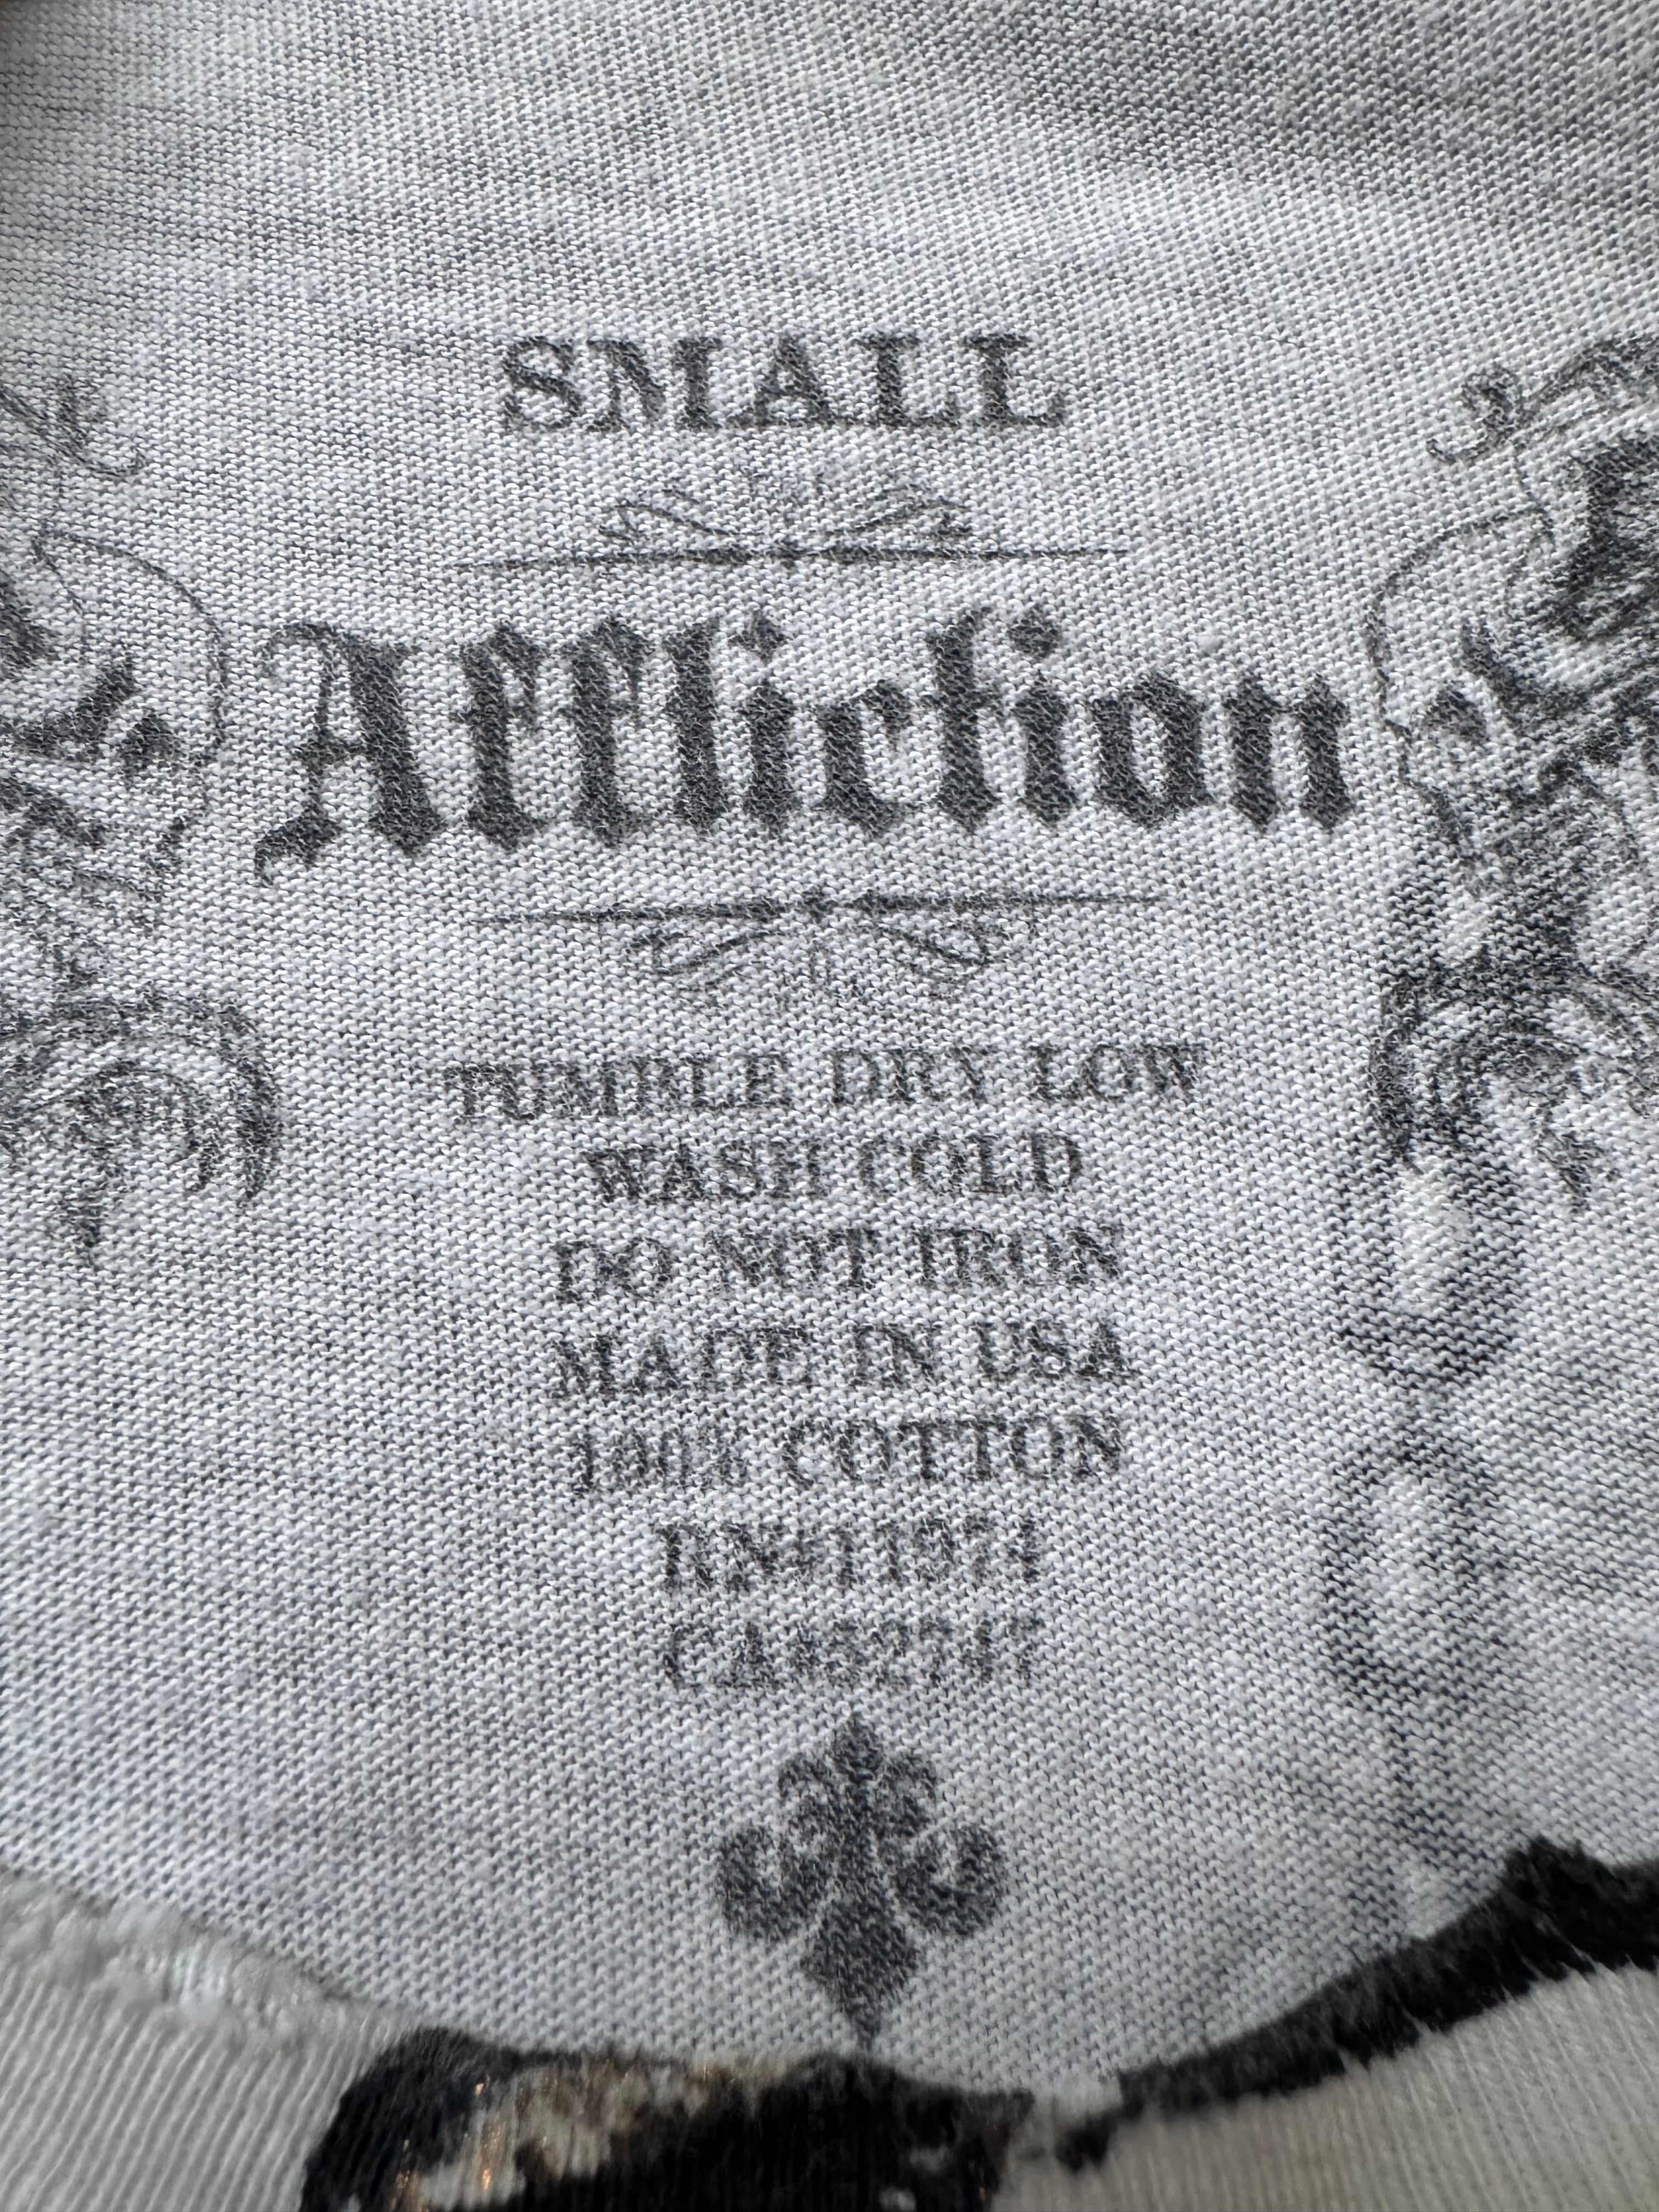 SMALL
Affliction
TUMBLE DRY LOW
WASH COLD
DO NOT IRON
MADE IN USA
100% COTTON